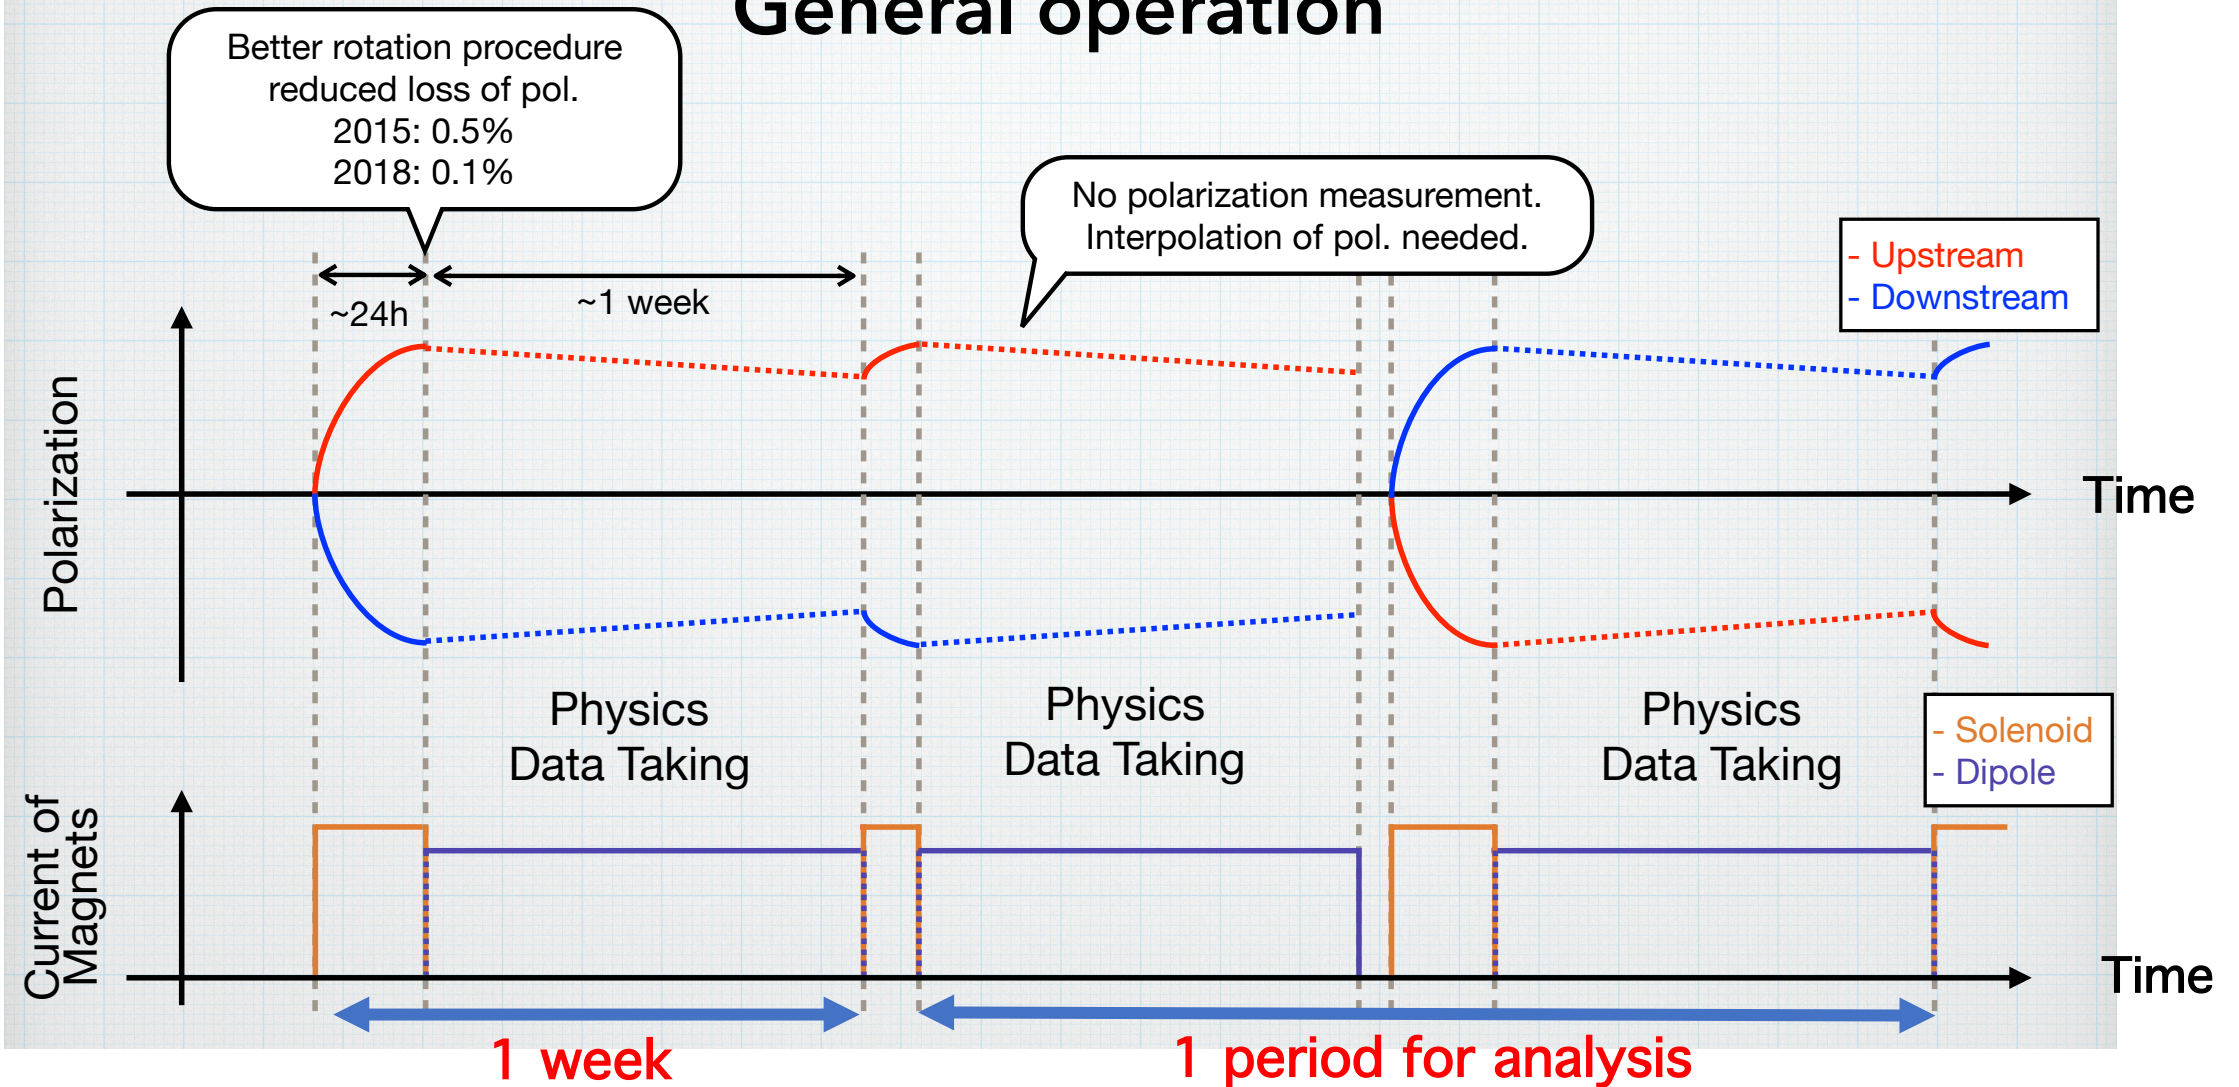 General operation
Better rotation procedure
reduced loss of pol.
2015: 0.5%
2018: 0.1%
No polarization measurement.
Interpolation of pol. needed.
- Upstream
- Downstream
~24h
~1 week
Polarization
Time
Physics
Data Taking
Physics
Data Taking
Physics
Data Taking
- Solenoid
- Dipole
Current of
Magnets
Time
1 week
1 period for analysis